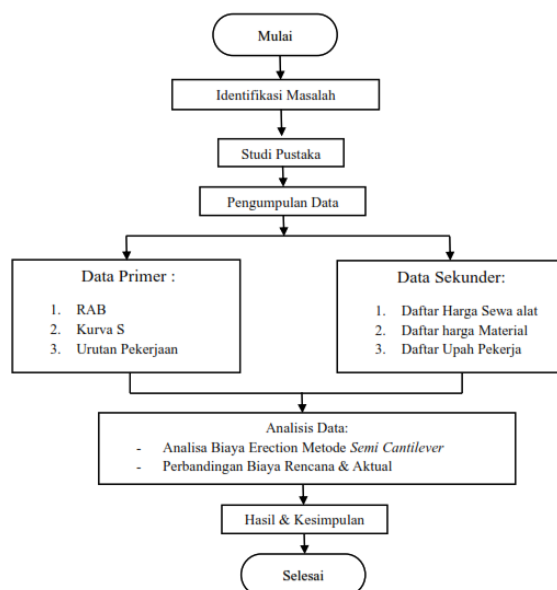 Mulai
Identifikasi Masalah
Studi Pustaka
Pengumpulan Data
Data Primer :
1. RAB
2. Kurva S
3. Urutan Pekerjaan
Data Sekunder:
1. Daftar Harga Sewa alat
2. Daftar harga Material
3. Daftar Upah Pekerja
Analisis Data:
- Analisa Biaya Erection Metode Semi Cantilever
- Perbandingan Biaya Rencana & Aktual
Hasil & Kesimpulan
Selesai